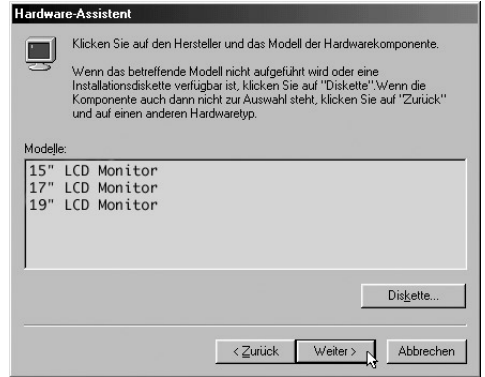 Hardware-Assistent
Klicken Sie auf den Hersteller und das Modell der Hardwarekomponente.
Wenn das betreffende Modell nicht aufgeführt wird oder eine
Installationsdiskette verfügbar ist, klicken Sie auf "Diskette".Wenn die
Komponente auch dann nicht zur Auswahl steht, klicken Sie auf "Zurück"
und auf einen anderen Hardwaretyp.
Modelle:
15" LCD Monitor
17" LCD Monitor
19" LCD Monitor
Diskette...
< Zurück Weiter > Abbrechen